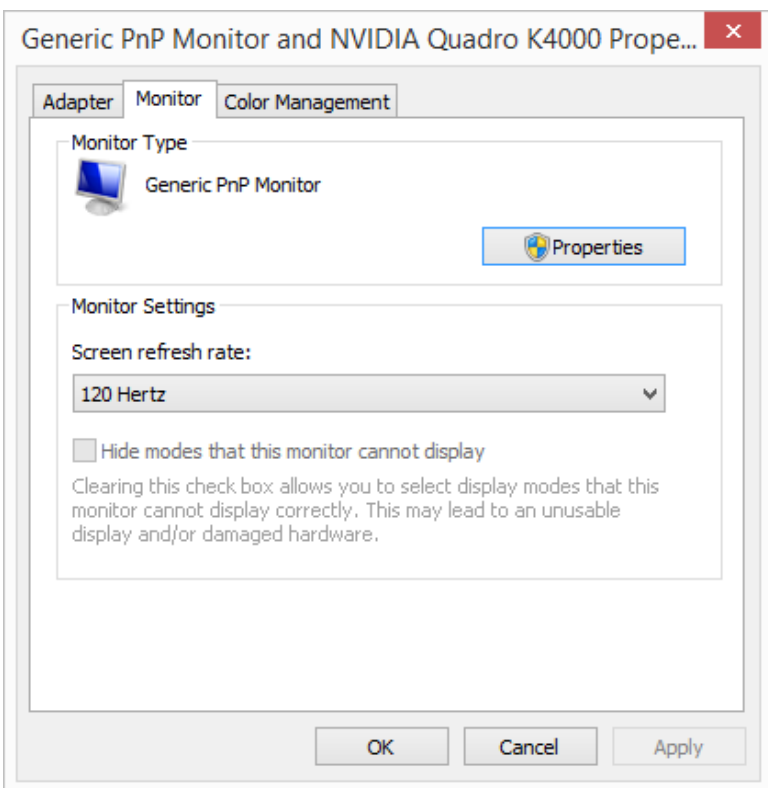 Generic PnP Monitor and NVIDIA Quadro K4000 Prope...
Adapter
Monitor
Color Management
Monitor Type
Generic PnP Monitor
Properties
Monitor Settings
Screen refresh rate:
120 Hertz
Hide modes that this monitor cannot display
Clearing this check box allows you to select display modes that this
monitor cannot display correctly. This may lead to an unusable
display and/or damaged hardware.
OK
Cancel
Apply